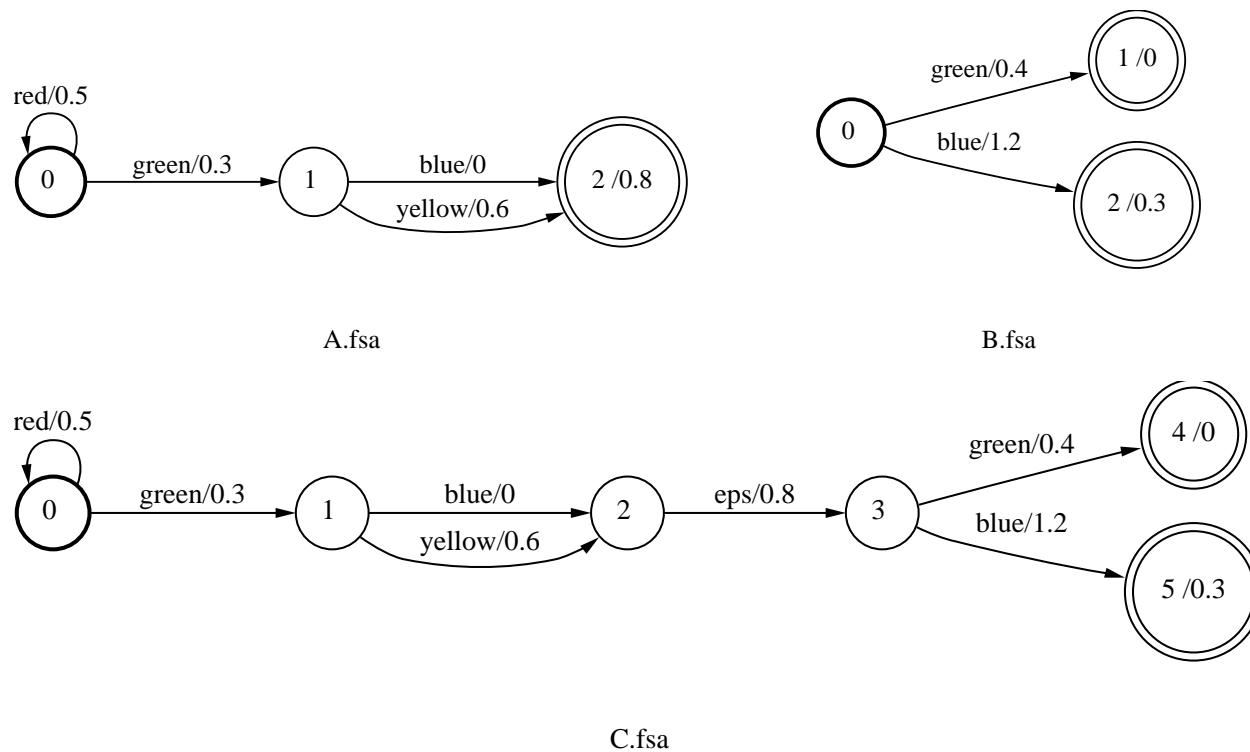 red/0.5
0
green/0.3
1
blue/0
yellow/0.6
2 /0.8
A.fsa
0
green/0.4
1 /0
blue/1.2
2 /0.3
B.fsa
red/0.5
0
green/0.3
1
blue/0
yellow/0.6
2
eps/0.8
3
green/0.4
4 /0
blue/1.2
5 /0.3
C.fsa